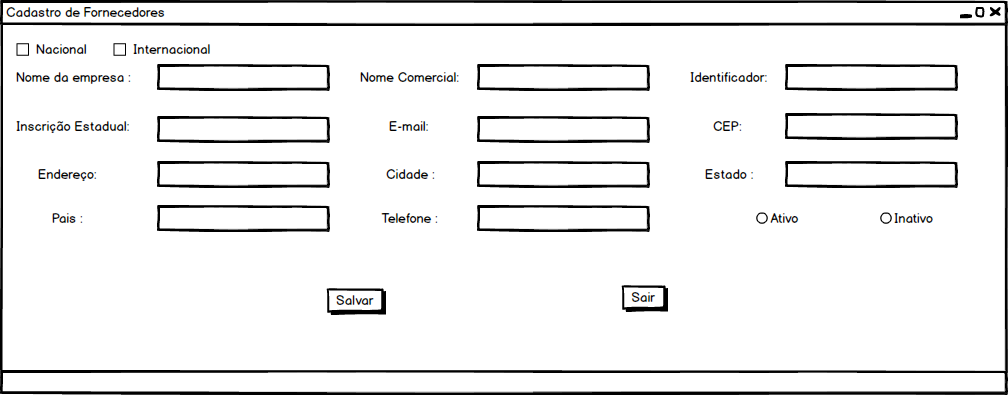 Cadastro de Fornecedores
Nacional Internacional
Nome da empresa : Nome Comercial: Identificador:
Inscrição Estadual: E-mail: CEP:
Endereço: Cidade : Estado :
Pais : Telefone : Ativo Inativo
Salvar Sair